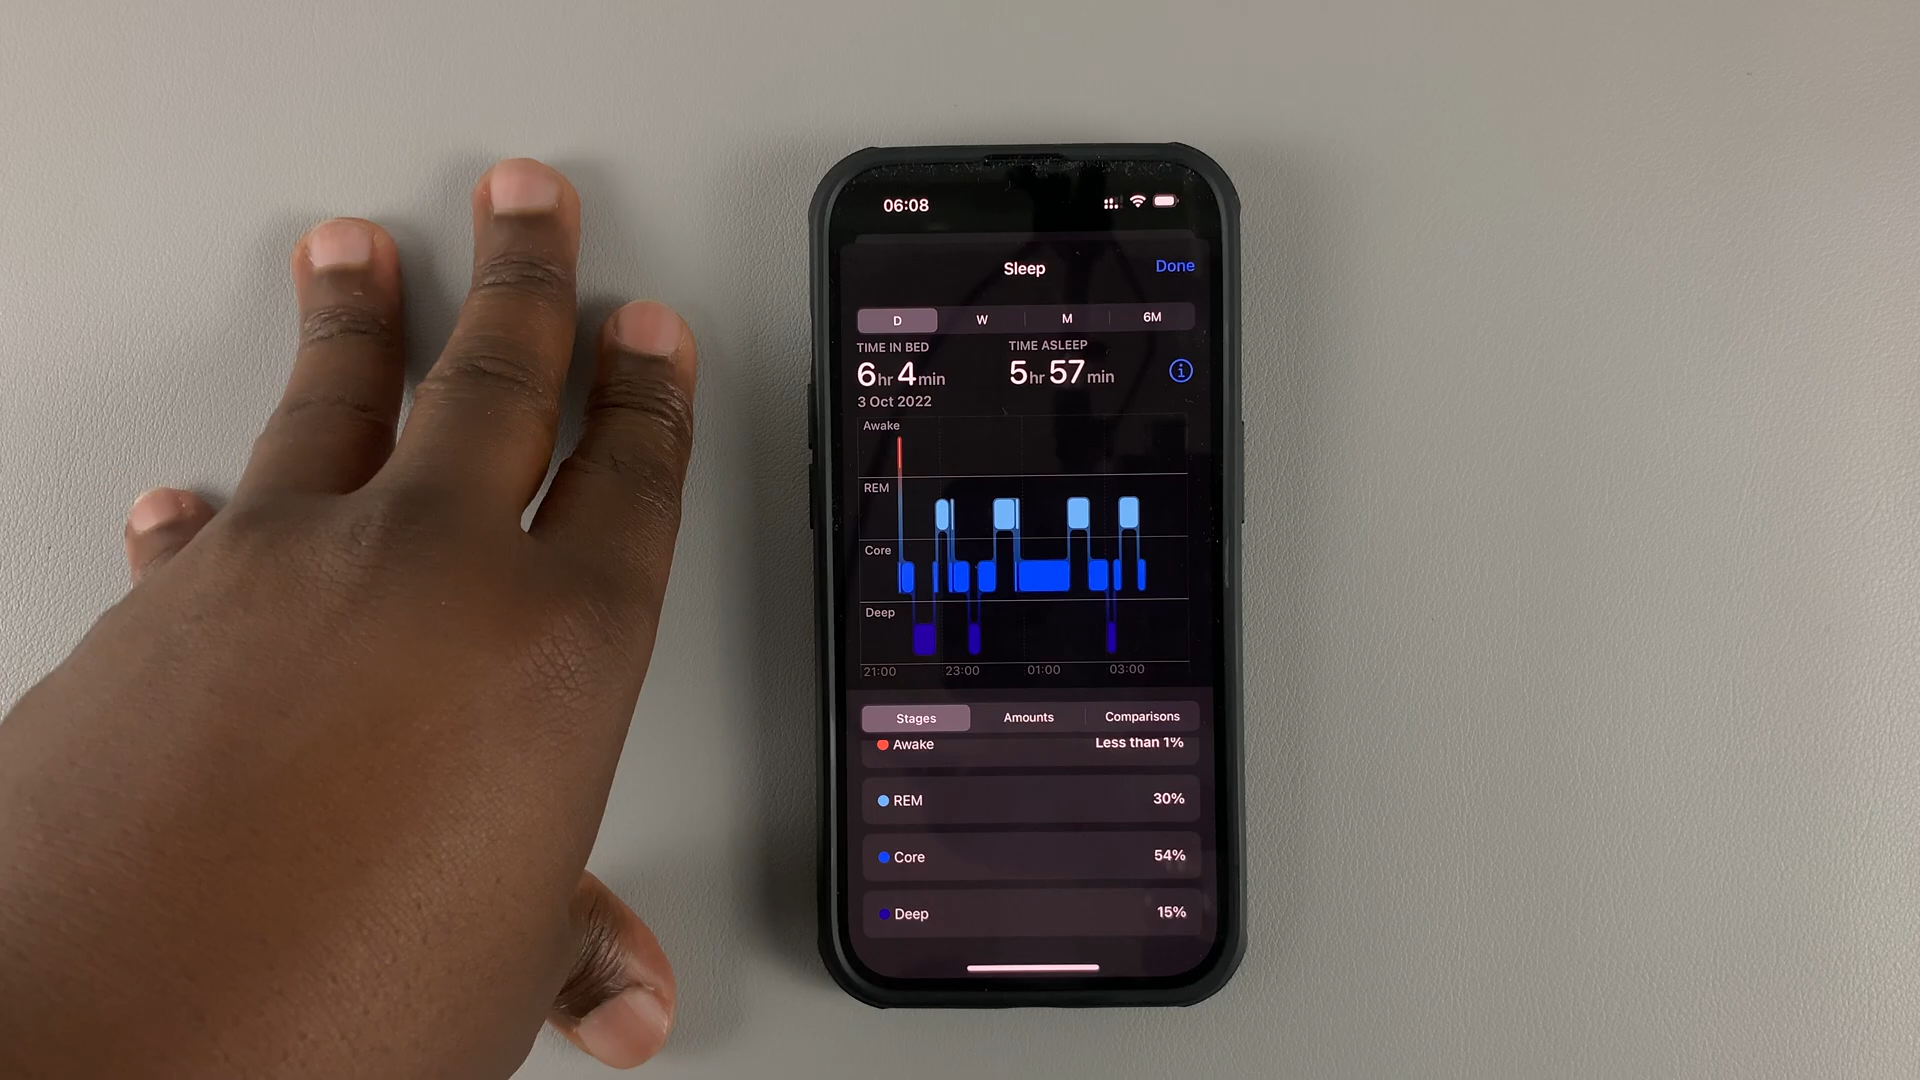 06:08
Sleep
Done
D W M 6M
TIME IN BED TIME ASLEEP
6hr 4min 5hr 57min
3 Oct 2022
Awake
REM
Core
Deep
21:00 23:00 01:00 03:00
Stages Amounts Comparisons
Awake Less than 1%
REM 30%
Core 54%
Deep 15%